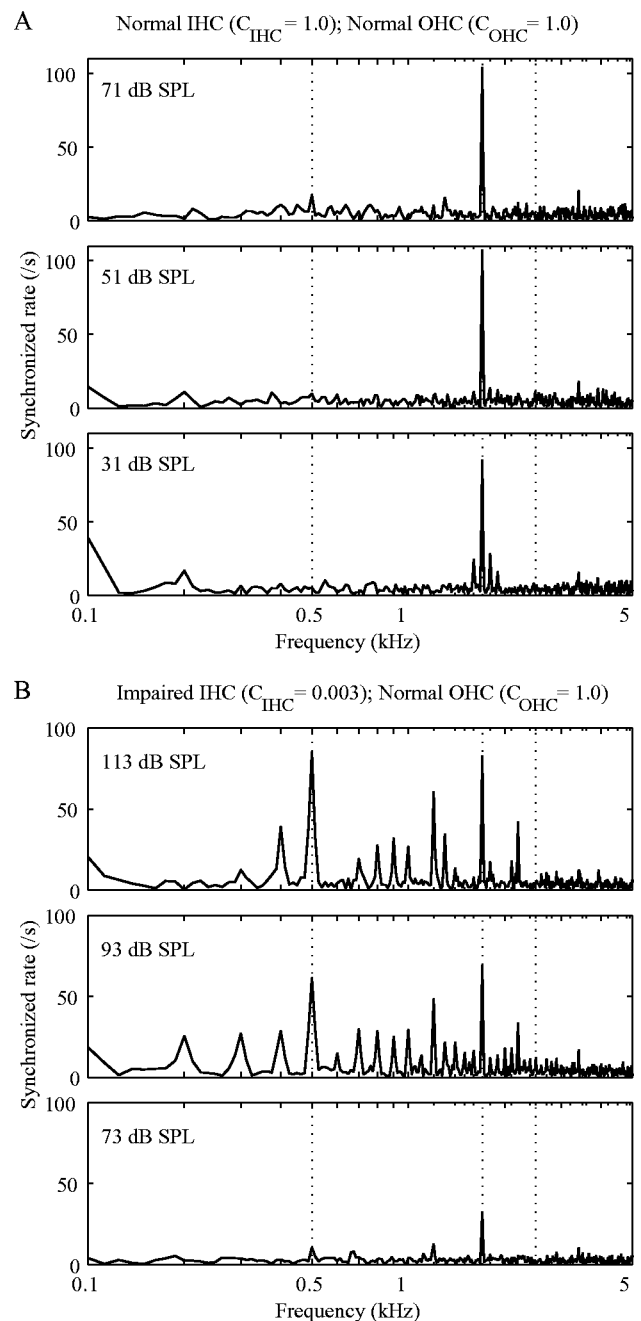 A
Normal IHC (C_IHC = 1.0); Normal OHC (C_OHC = 1.0)
100
71 dB SPL
50
0
100
51 dB SPL
50
0
100
31 dB SPL
50
0
Synchronized rate (/s)
0.1 0.5 1 5
Frequency (kHz)
B
Impaired IHC (C_IHC = 0.003); Normal OHC (C_OHC = 1.0)
100
113 dB SPL
50
0
100
93 dB SPL
50
0
100
73 dB SPL
50
0
Synchronized rate (/s)
0.1 0.5 1 5
Frequency (kHz)